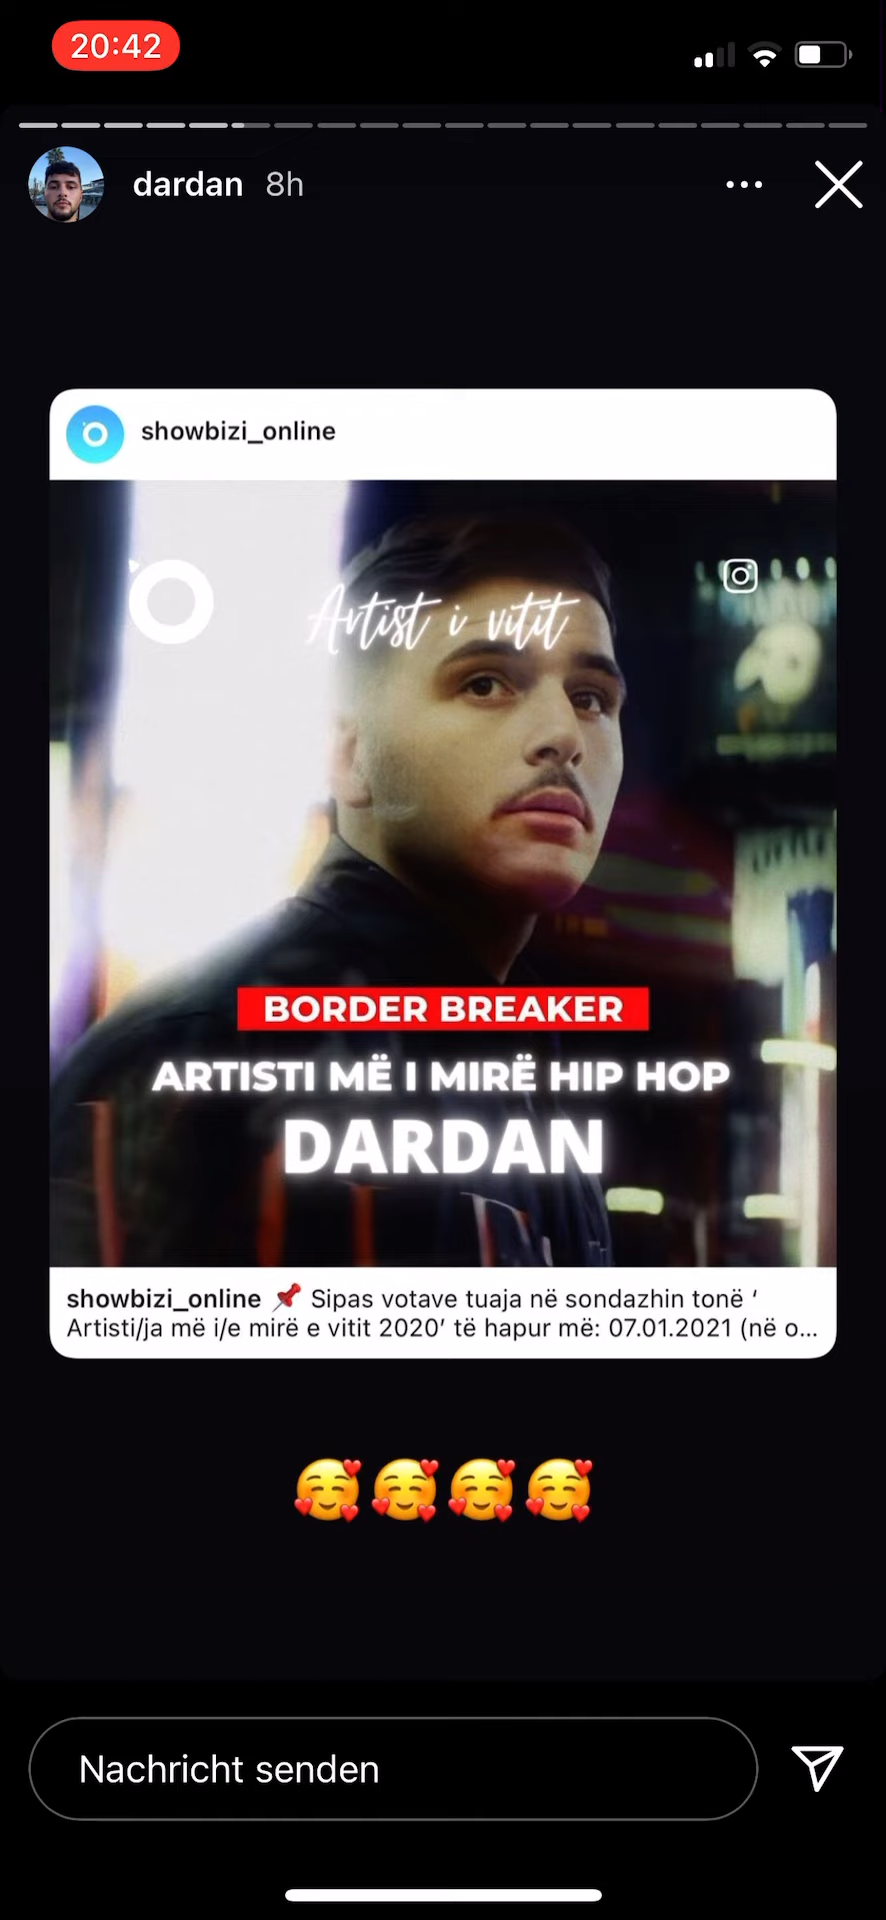 20:42
dardan 8h
showbizi_online
Artist i vitit
BORDER BREAKER
ARTISTI MË I MIRË HIP HOP
DARDAN
showbizi_online 📌 Sipas votave tuaja në sondazhin tonë ‘
Artisti/ja më i/e mirë e vitit 2020’ të hapur më: 07.01.2021 (në o...
🥰🥰🥰🥰
Nachricht senden